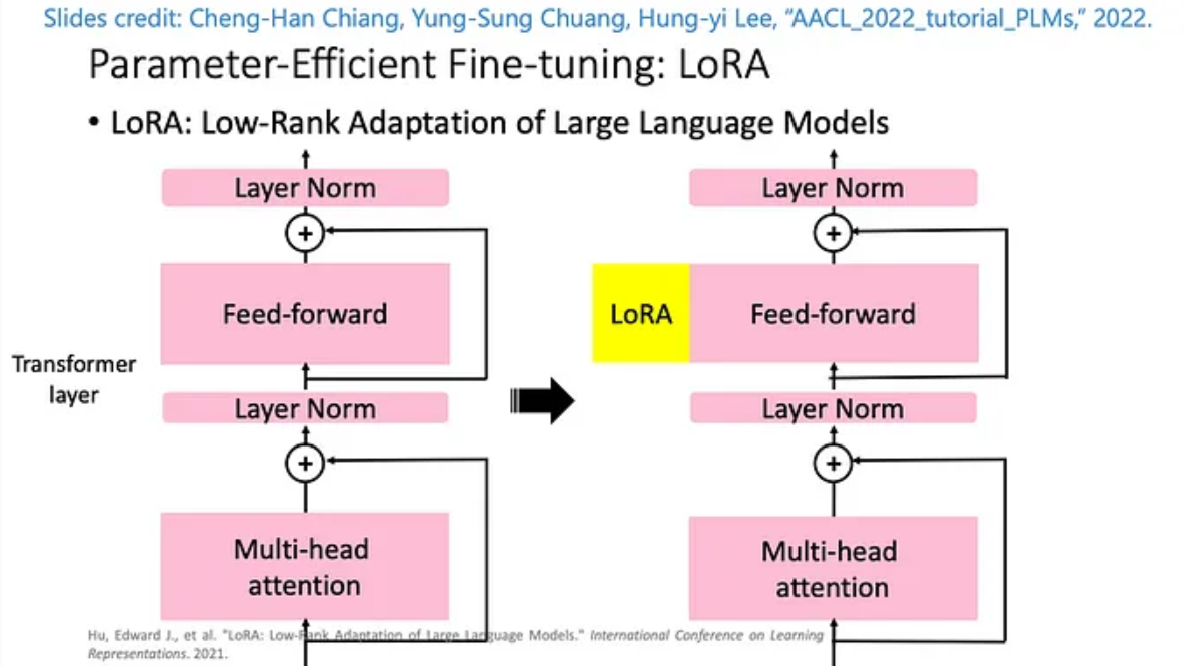 Slides credit: Cheng-Han Chiang, Yung-Sung Chuang, Hung-yi Lee, “AACL_2022_tutorial_PLMs,” 2022.
Parameter-Efficient Fine-tuning: LoRA
• LoRA: Low-Rank Adaptation of Large Language Models
Layer Norm
+
Feed-forward
Transformer
layer
Layer Norm
+
Multi-head
attention
Layer Norm
+
LoRA
Feed-forward
Layer Norm
+
Multi-head
attention
Hu, Edward J., et al. "LoRA: Low-Rank Adaptation of Large Language Models." International Conference on Learning
Representations. 2021.